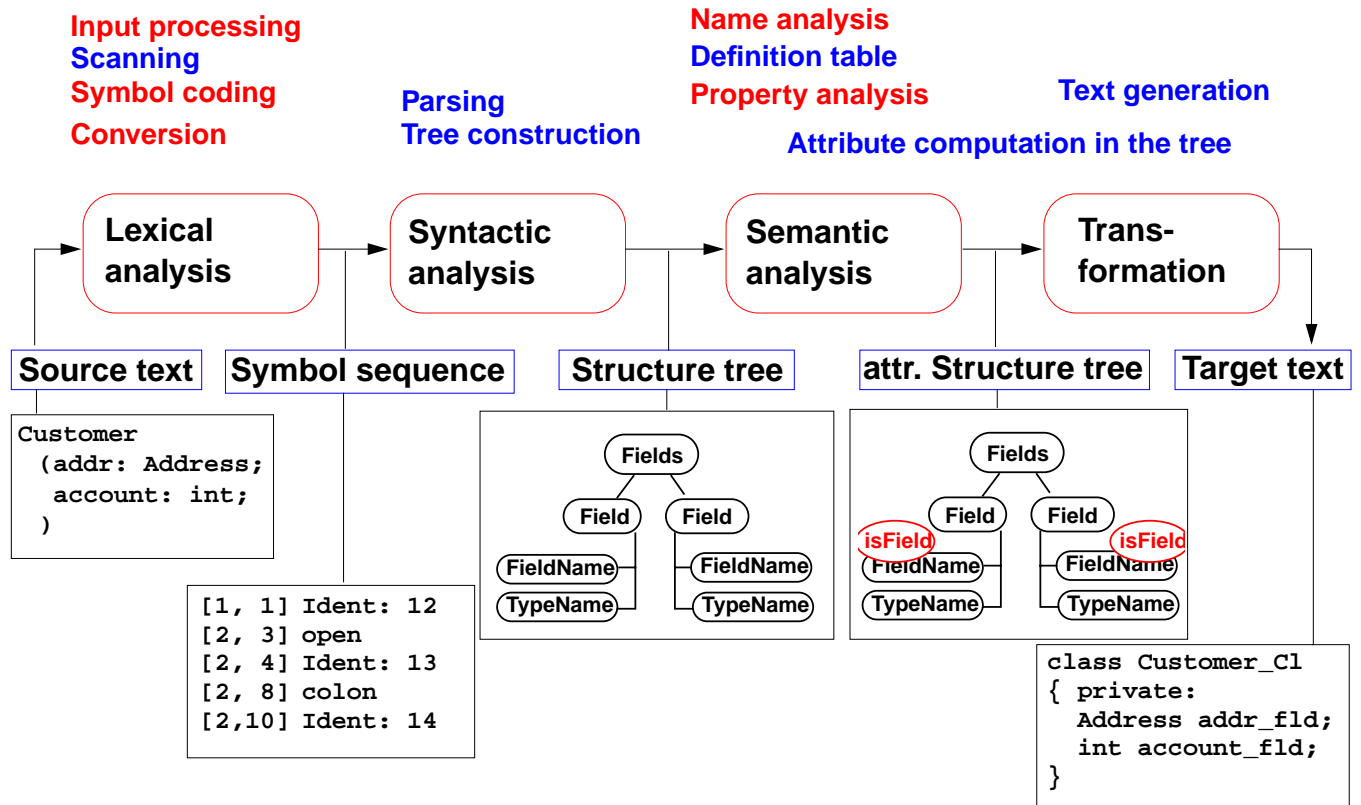 Input processing
Scanning
Symbol coding
Conversion
Parsing
Tree construction
Name analysis
Definition table
Property analysis
Text generation
Attribute computation in the tree
Lexical
analysis
Syntactic
analysis
Semantic
analysis
Trans-
formation
Source text
Symbol sequence
Structure tree
attr. Structure tree
Target text
Customer
(addr: Address;
account: int;
)
[1, 1] Ident: 12
[2, 3] open
[2, 4] Ident: 13
[2, 8] colon
[2,10] Ident: 14
Fields
Field Field
FieldName FieldName
TypeName TypeName
Fields
Field Field
isField isField
FieldName FieldName
TypeName TypeName
class Customer_Cl
{ private:
Address addr_fld;
int account_fld;
}